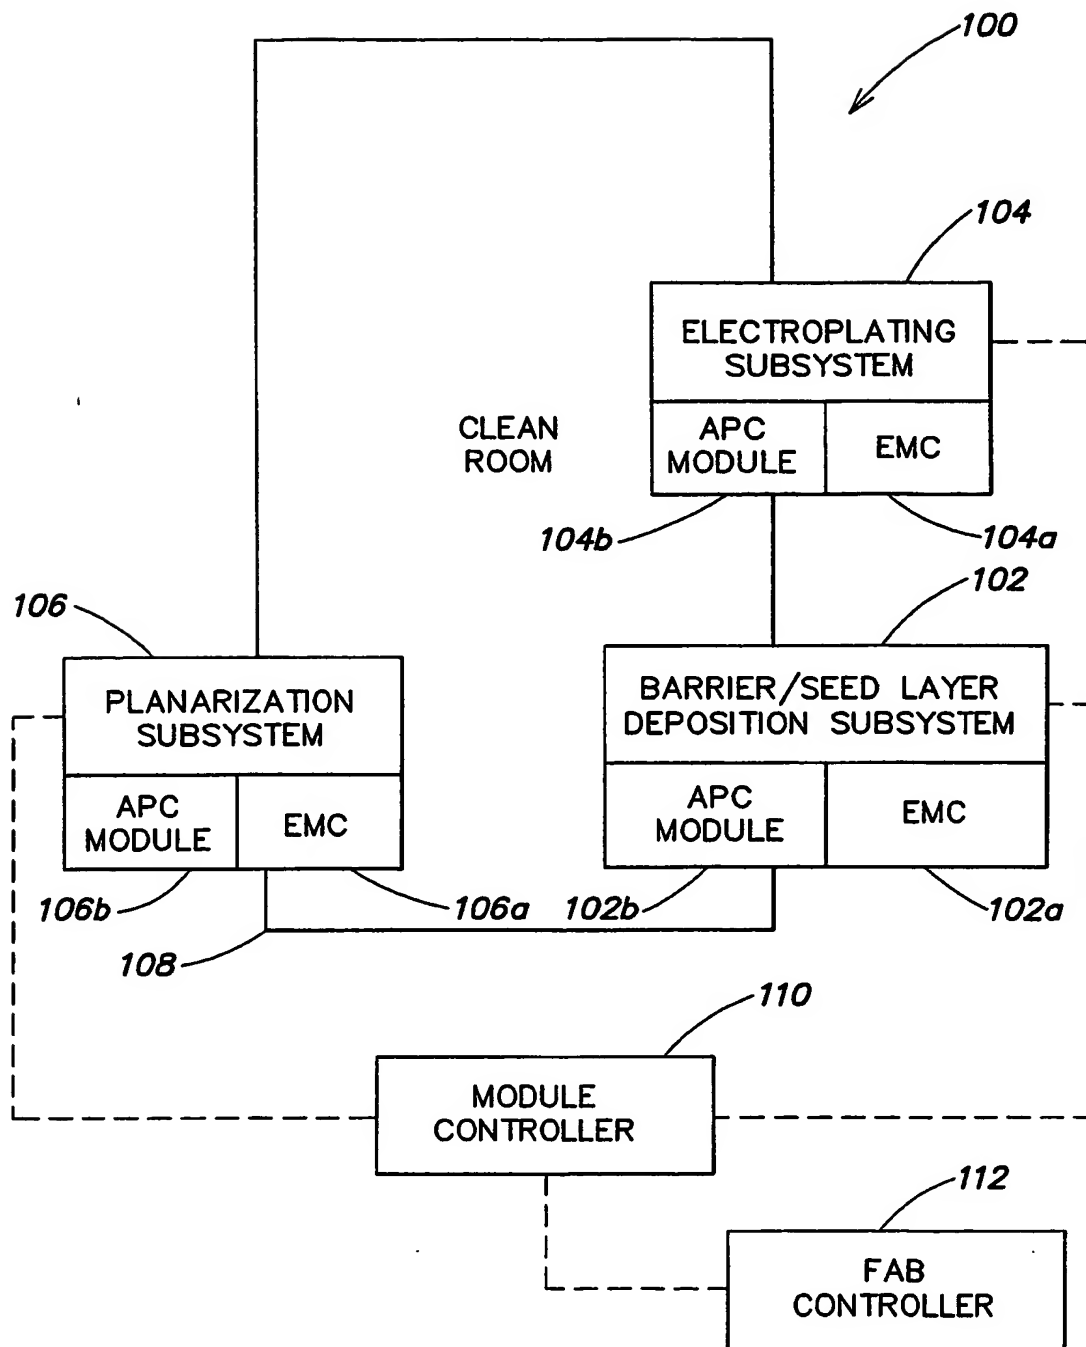 100
104
ELECTROPLATING
SUBSYSTEM
CLEAN
ROOM
APC
MODULE
EMC
104b
104a
102
106
PLANARIZATION
SUBSYSTEM
BARRIER/SEED LAYER
DEPOSITION SUBSYSTEM
APC
MODULE
EMC
APC
MODULE
EMC
106b
106a
102b
102a
108
110
MODULE
CONTROLLER
112
FAB
CONTROLLER